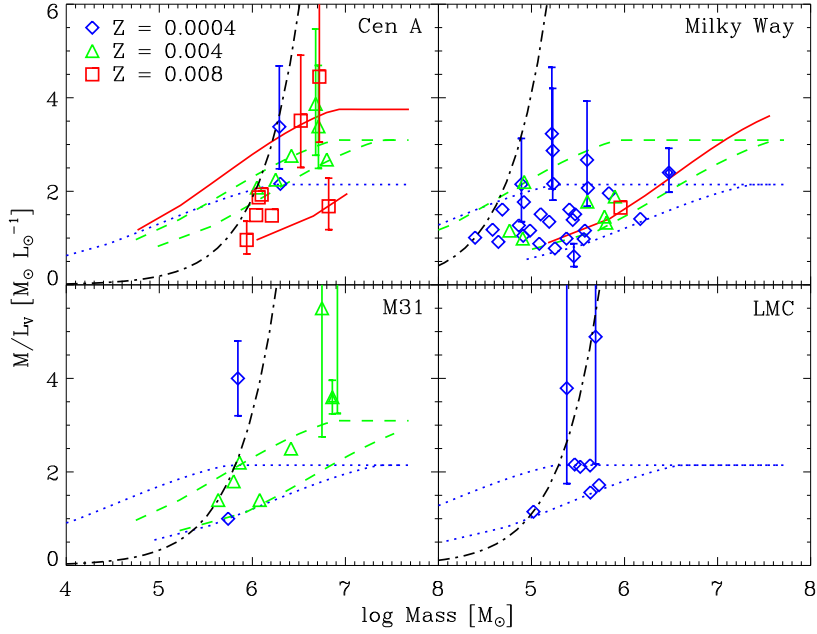 6
Cen A
Milky Way
Z = 0.0004
Z = 0.004
Z = 0.008
4
2
0
M31
LMC
4
2
0
4 5 6 7 8 5 6 7 8
M/L_V [M_⊙ L_⊙^{-1}]
log Mass [M_⊙]